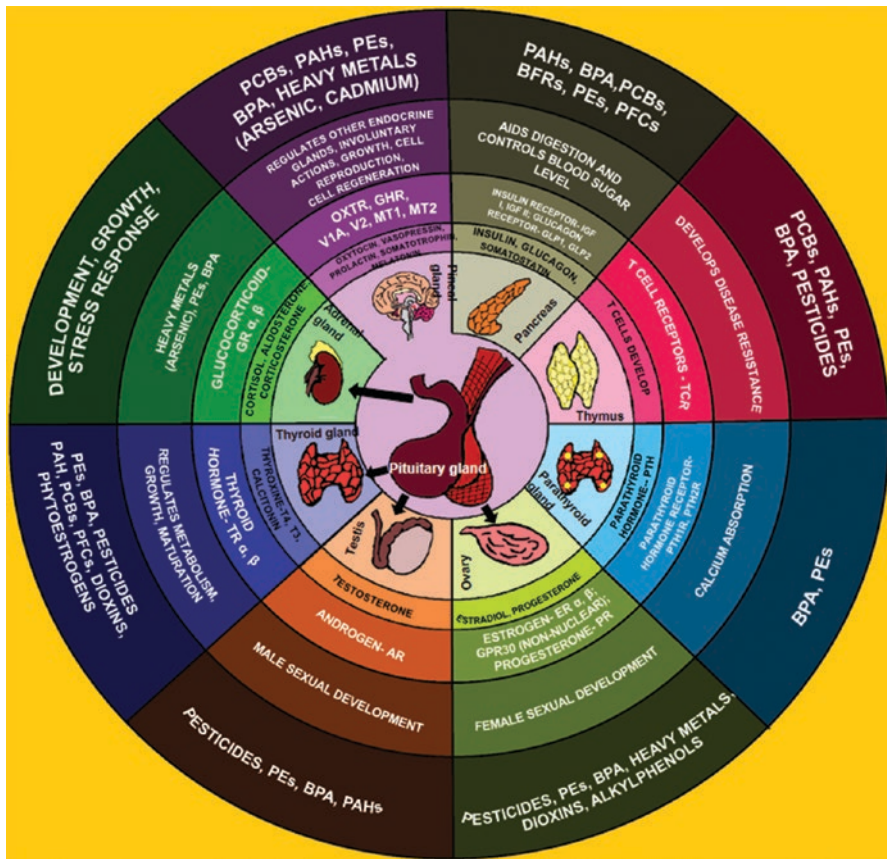 PCBs, PAHs, PEs,
BPA, HEAVY METALS
(ARSENIC, CADMIUM)
REGULATES OTHER ENDOCRINE
GLANDS, INVOLUNTARY
ACTIONS, GROWTH, CELL
REPRODUCTION,
CELL REGENERATION
OXTR, GHR,
V1A, V2, MT1, MT2
OXYTOCIN, VASOPRESSIN,
PROLACTIN, SOMATOTROPHIN,
MELATONIN
Pineal
gland
PAHs, BPA,PCBs,
BFRs, PEs, PFCs
AIDS DIGESTION AND
CONTROLS BLOOD SUGAR
LEVEL
INSULIN RECEPTOR- IGF
I, IGF II; GLUCAGON
RECEPTOR- GLP1, GLP2
INSULIN, GLUCAGON,
SOMATOSTATIN
Pancreas
PCBs, PAHs, PEs,
BPA, PESTICIDES
DEVELOPS DISEASE RESISTANCE
T CELL RECEPTORS - TCR
T CELLS DEVELOP
Thymus
BPA, PEs
CALCIUM ABSORPTION
PARATHYROID
HORMONE RECEPTOR-
PTH1R, PTH2R
PARATHYROID
HORMONE- PTH
Parathyroid
gland
PESTICIDES, PEs, BPA, HEAVY METALS,
DIOXINS, ALKYLPHENOLS
FEMALE SEXUAL DEVELOPMENT
ESTROGEN- ER α, β;
GPR30 (NON-NUCLEAR);
PROGESTERONE- PR
ESTRADIOL, PROGESTERONE
Ovary
PESTICIDES, PEs, BPA, PAHs
MALE SEXUAL DEVELOPMENT
ANDROGEN- AR
TESTOSTERONE
Testis
PEs, BPA, PESTICIDES
PAH, PCBs, PFCs, DIOXINS,
PHYTOESTROGENS
REGULATES METABOLISM,
GROWTH, MATURATION
THYROID
HORMONE- TR α, β
THYROXINE-T4, T3,
CALCITONIN
Thyroid gland
DEVELOPMENT, GROWTH,
STRESS RESPONSE
HEAVY METALS
(ARSENIC), PEs, BPA
GLUCOCORTICOID-
GR α, β
CORTISOL, ALDOSTERONE
CORTICOSTERONE
Adrenal
gland
Pituitary gland